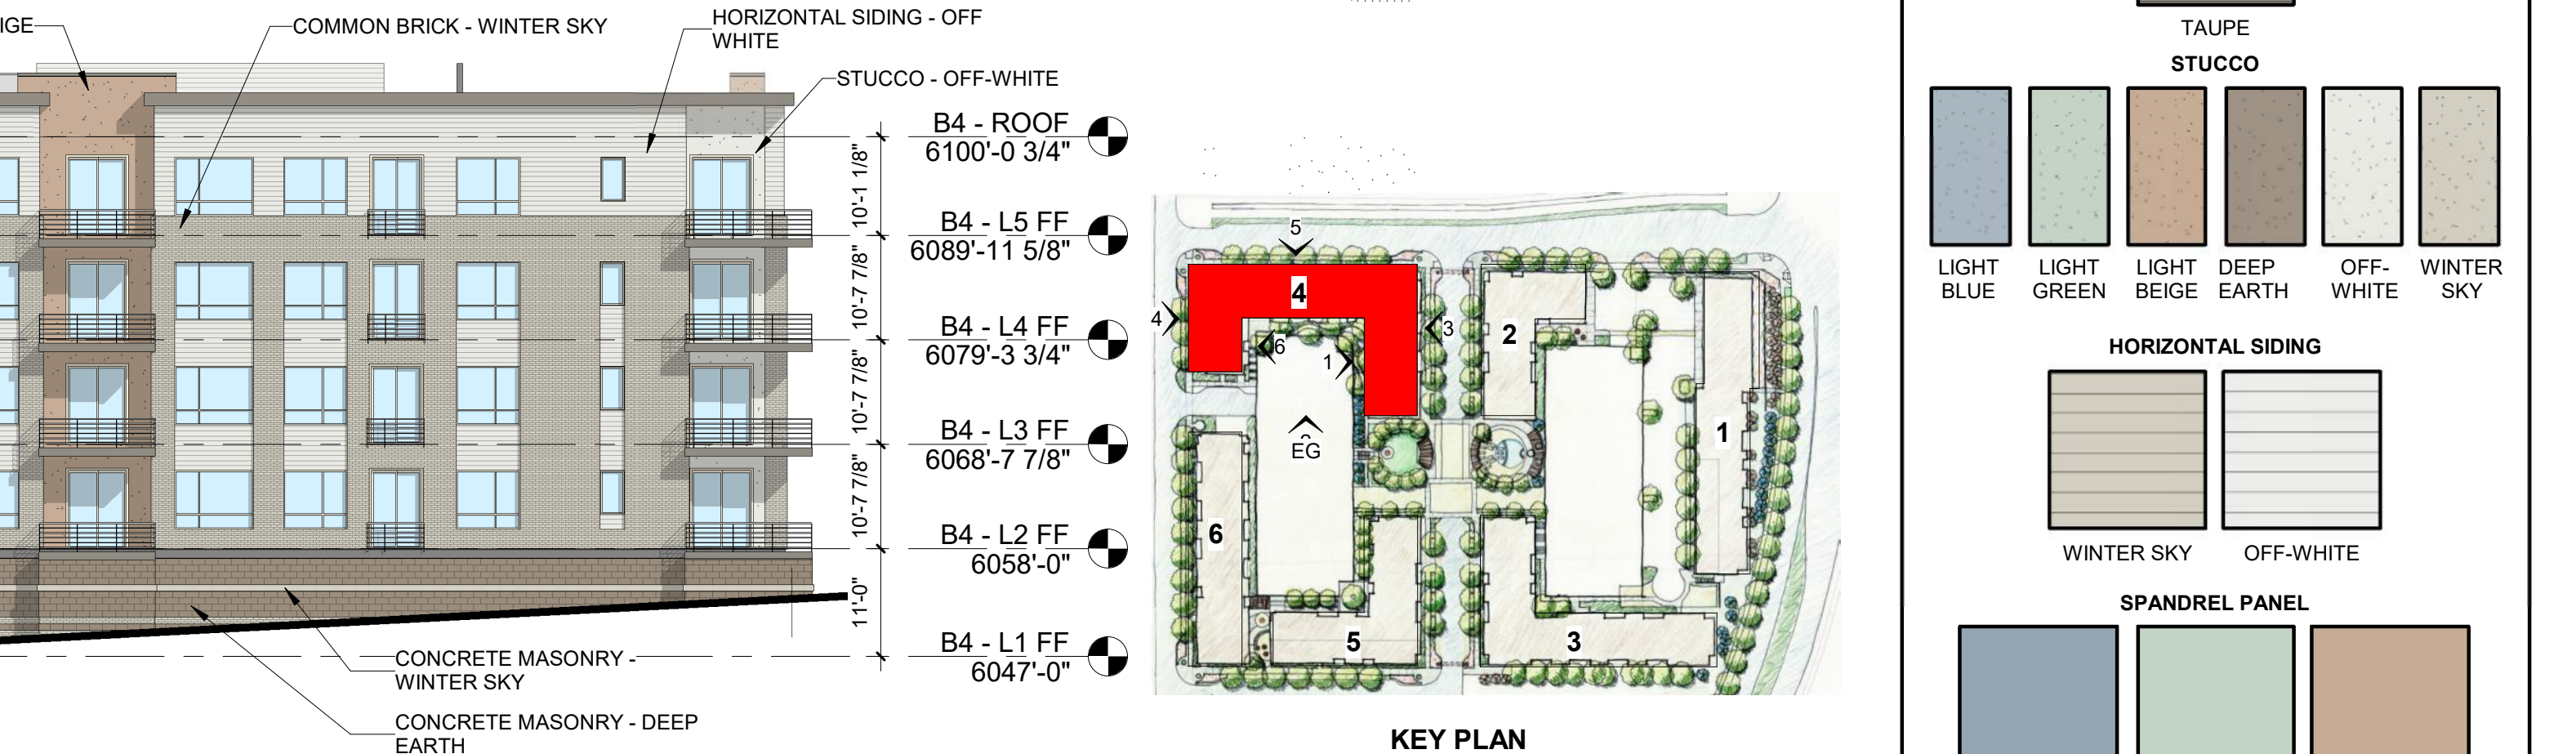 IGE
COMMON BRICK - WINTER SKY
HORIZONTAL SIDING - OFF
WHITE
STUCCO - OFF-WHITE
B4 - ROOF
6100'-0 3/4"
10'-1 1/8"
B4 - L5 FF
6089'-11 5/8"
10'-7 7/8"
B4 - L4 FF
6079'-3 3/4"
10'-7 7/8"
B4 - L3 FF
6068'-7 7/8"
10'-7 7/8"
B4 - L2 FF
6058'-0"
11'-0"
B4 - L1 FF
6047'-0"
CONCRETE MASONRY -
WINTER SKY
CONCRETE MASONRY - DEEP
EARTH
5
4
4
3
6
1
2
1
EG
6
5
3
KEY PLAN
TAUPE
STUCCO
LIGHT
BLUE
LIGHT
GREEN
LIGHT
BEIGE
DEEP
EARTH
OFF-
WHITE
WINTER
SKY
HORIZONTAL SIDING
WINTER SKY
OFF-WHITE
SPANDREL PANEL